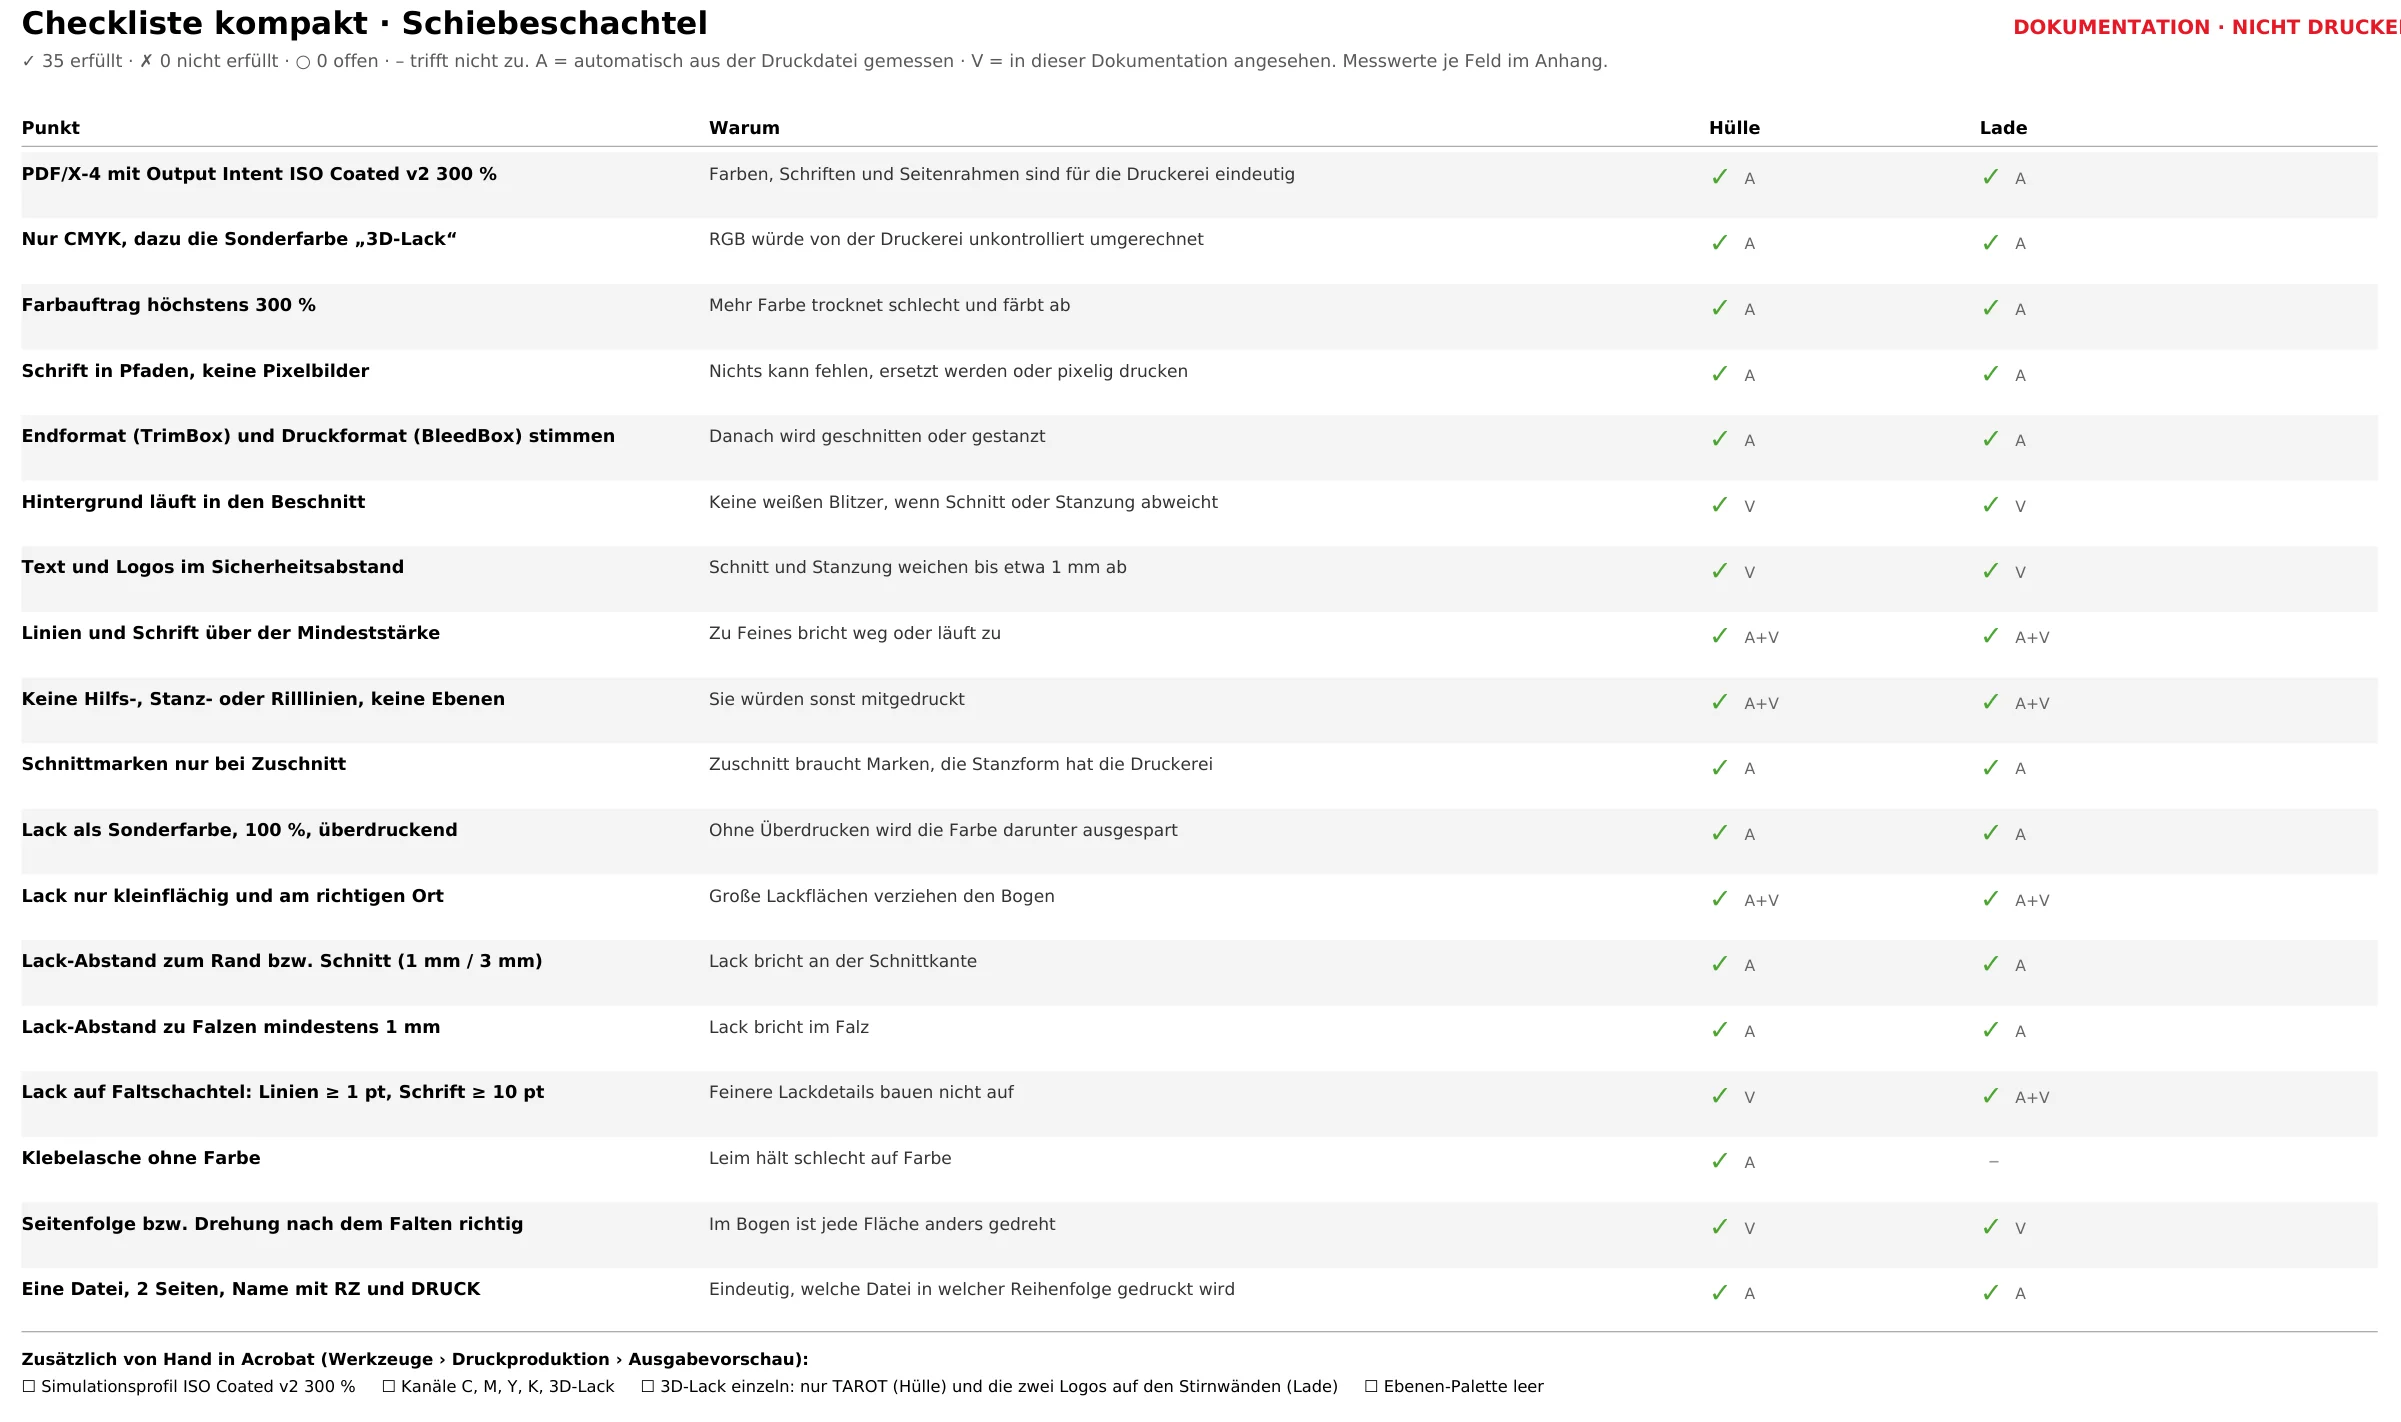 Checkliste kompakt · Schiebeschachtel
DOKUMENTATION · NICHT DRUCKE
✓ 35 erfüllt · ✗ 0 nicht erfüllt · ○ 0 offen · – trifft nicht zu. A = automatisch aus der Druckdatei gemessen · V = in dieser Dokumentation angesehen. Messwerte je Feld im Anhang.
Punkt Warum Hülle Lade
PDF/X-4 mit Output Intent ISO Coated v2 300 % Farben, Schriften und Seitenrahmen sind für die Druckerei eindeutig ✓ A ✓ A
Nur CMYK, dazu die Sonderfarbe „3D-Lack“ RGB würde von der Druckerei unkontrolliert umgerechnet ✓ A ✓ A
Farbauftrag höchstens 300 % Mehr Farbe trocknet schlecht und färbt ab ✓ A ✓ A
Schrift in Pfaden, keine Pixelbilder Nichts kann fehlen, ersetzt werden oder pixelig drucken ✓ A ✓ A
Endformat (TrimBox) und Druckformat (BleedBox) stimmen Danach wird geschnitten oder gestanzt ✓ A ✓ A
Hintergrund läuft in den Beschnitt Keine weißen Blitzer, wenn Schnitt oder Stanzung abweicht ✓ V ✓ V
Text und Logos im Sicherheitsabstand Schnitt und Stanzung weichen bis etwa 1 mm ab ✓ V ✓ V
Linien und Schrift über der Mindeststärke Zu Feines bricht weg oder läuft zu ✓ A+V ✓ A+V
Keine Hilfs-, Stanz- oder Rilllinien, keine Ebenen Sie würden sonst mitgedruckt ✓ A+V ✓ A+V
Schnittmarken nur bei Zuschnitt Zuschnitt braucht Marken, die Stanzform hat die Druckerei ✓ A ✓ A
Lack als Sonderfarbe, 100 %, überdruckend Ohne Überdrucken wird die Farbe darunter ausgespart ✓ A ✓ A
Lack nur kleinflächig und am richtigen Ort Große Lackflächen verziehen den Bogen ✓ A+V ✓ A+V
Lack-Abstand zum Rand bzw. Schnitt (1 mm / 3 mm) Lack bricht an der Schnittkante ✓ A ✓ A
Lack-Abstand zu Falzen mindestens 1 mm Lack bricht im Falz ✓ A ✓ A
Lack auf Faltschachtel: Linien ≥ 1 pt, Schrift ≥ 10 pt Feinere Lackdetails bauen nicht auf ✓ V ✓ A+V
Klebelasche ohne Farbe Leim hält schlecht auf Farbe ✓ A –
Seitenfolge bzw. Drehung nach dem Falten richtig Im Bogen ist jede Fläche anders gedreht ✓ V ✓ V
Eine Datei, 2 Seiten, Name mit RZ und DRUCK Eindeutig, welche Datei in welcher Reihenfolge gedruckt wird ✓ A ✓ A
Zusätzlich von Hand in Acrobat (Werkzeuge › Druckproduktion › Ausgabevorschau):
☐ Simulationsprofil ISO Coated v2 300 % ☐ Kanäle C, M, Y, K, 3D-Lack ☐ 3D-Lack einzeln: nur TAROT (Hülle) und die zwei Logos auf den Stirnwänden (Lade) ☐ Ebenen-Palette leer